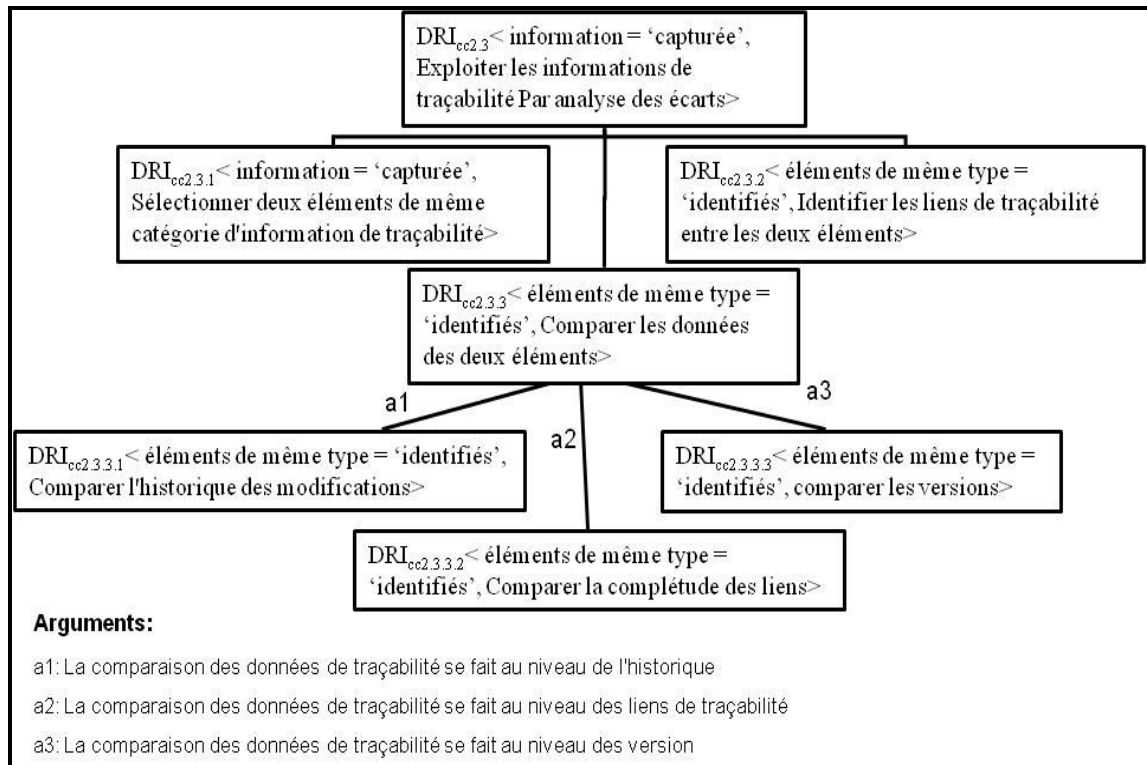 DRIcc2.3< information = ‘capturée’,
Exploiter les informations de
traçabilité Par analyse des écarts>
DRIcc2.3.1< information = ‘capturée’,
Sélectionner deux éléments de même
catégorie d'information de traçabilité>
DRIcc2.3.2< éléments de même type =
‘identifiés’, Identifier les liens de traçabilité
entre les deux éléments>
DRIcc2.3.3< éléments de même type =
‘identifiés’, Comparer les données
des deux éléments>
a1
a2
a3
DRIcc2.3.3.1< éléments de même type = ‘identifiés’,
Comparer l'historique des modifications>
DRIcc2.3.3.3< éléments de même type =
‘identifiés’, comparer les versions>
DRIcc2.3.3.2< éléments de même type =
‘identifiés’, Comparer la complétude des liens>
Arguments:
a1: La comparaison des données de traçabilité se fait au niveau de l'historique
a2: La comparaison des données de traçabilité se fait au niveau des liens de traçabilité
a3: La comparaison des données de traçabilité se fait au niveau des version